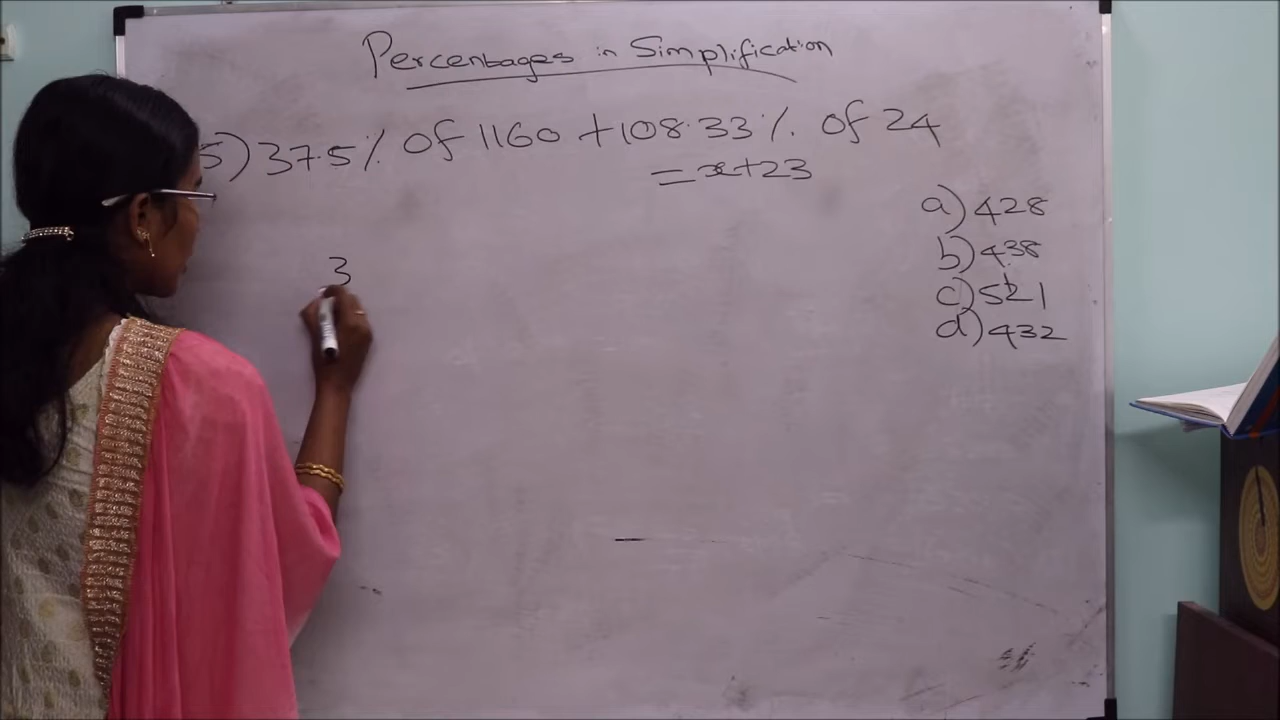 Percentages in Simplification
5) 37.5% of 1160 + 108.33% of 24
= x+23
a) 428
b) 438
c) 521
d) 432
3